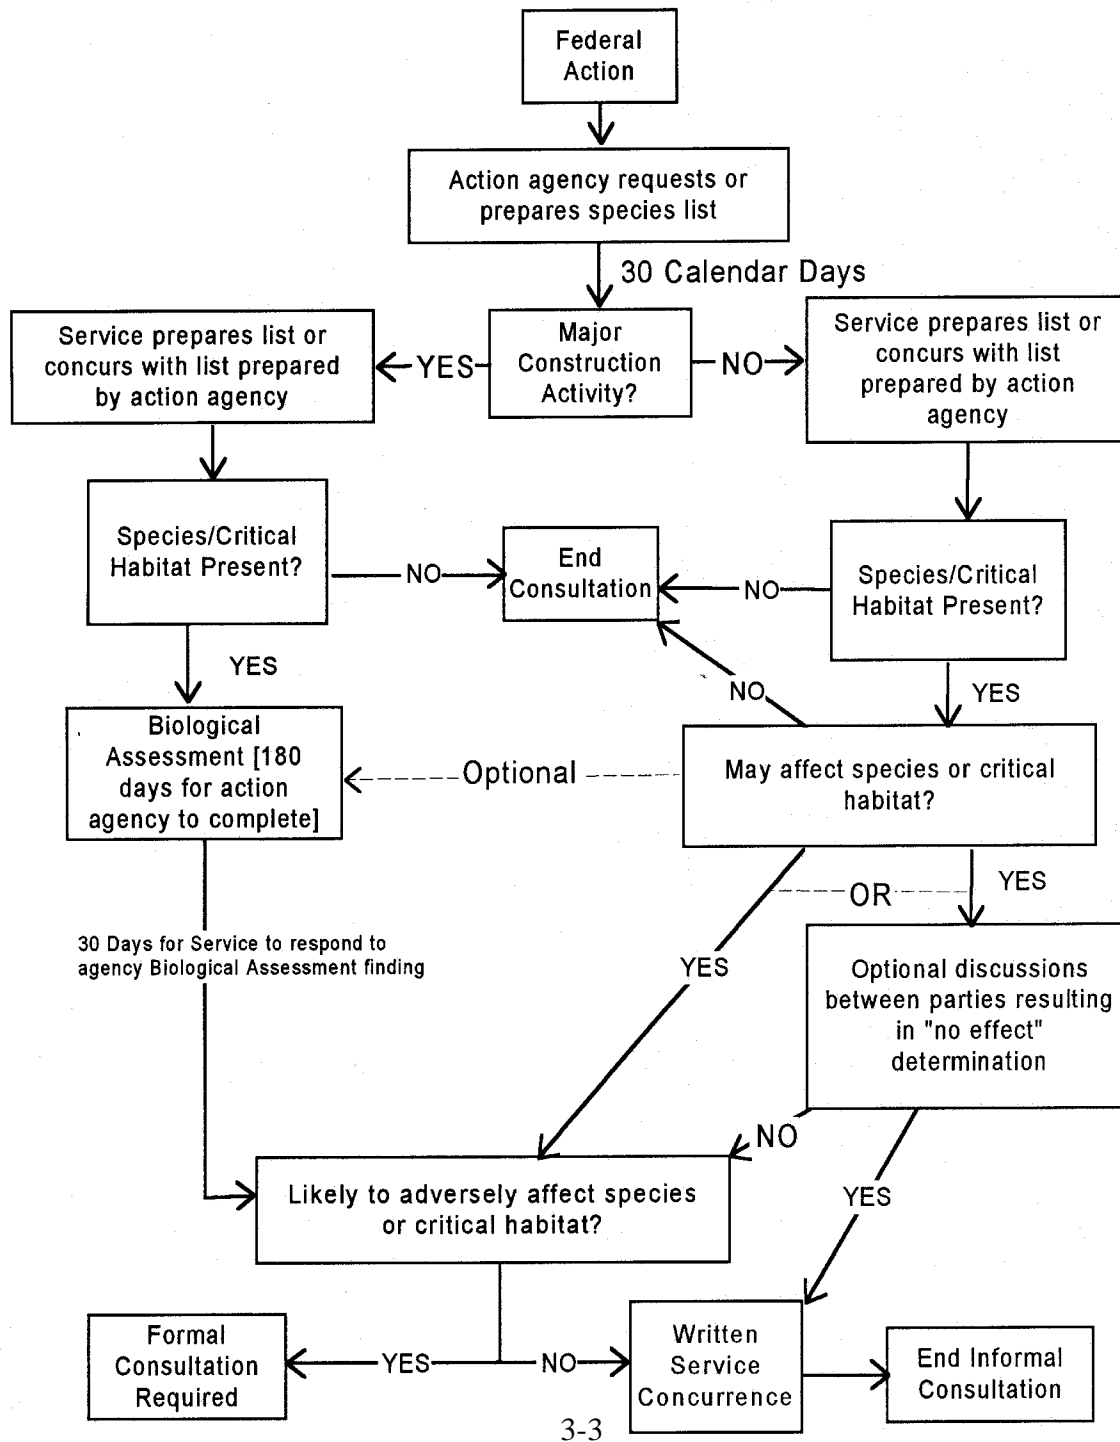 Federal
Action
Action agency requests or
prepares species list
30 Calendar Days
Service prepares list or
concurs with list prepared
by action agency
YES
Major
Construction
Activity?
NO
Service prepares list or
concurs with list
prepared by action
agency
Species/Critical
Habitat Present?
NO
End
Consultation
NO
Species/Critical
Habitat Present?
YES
NO
YES
Biological
Assessment [180
days for action
agency to complete]
Optional
May affect species or critical
habitat?
OR
YES
30 Days for Service to respond to
agency Biological Assessment finding
YES
Optional discussions
between parties resulting
in "no effect"
determination
NO
Likely to adversely affect species
or critical habitat?
YES
Formal
Consultation
Required
YES
NO
Written
Service
Concurrence
End Informal
Consultation
3-3